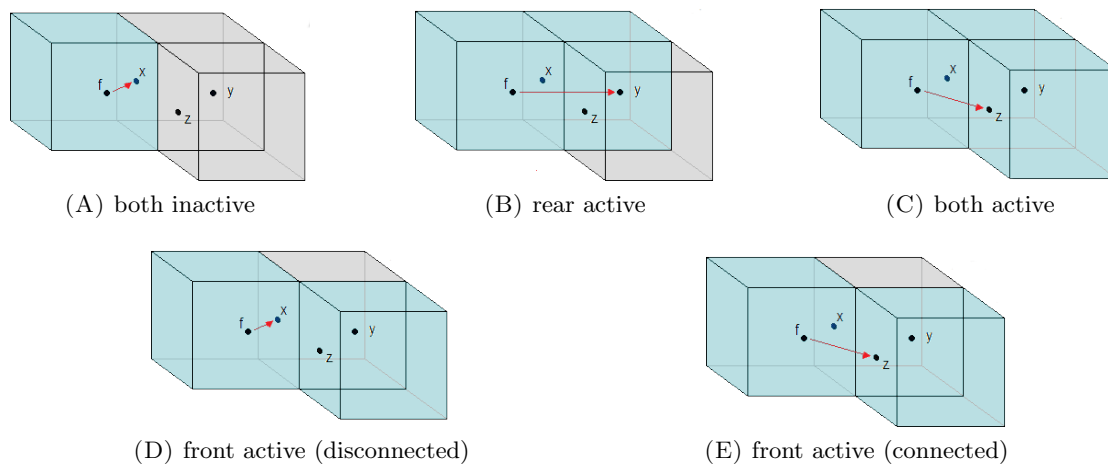 f x y z
(A) both inactive
f x y z
(B) rear active
f x y z
(C) both active
f x y z
(D) front active (disconnected)
f x y z
(E) front active (connected)